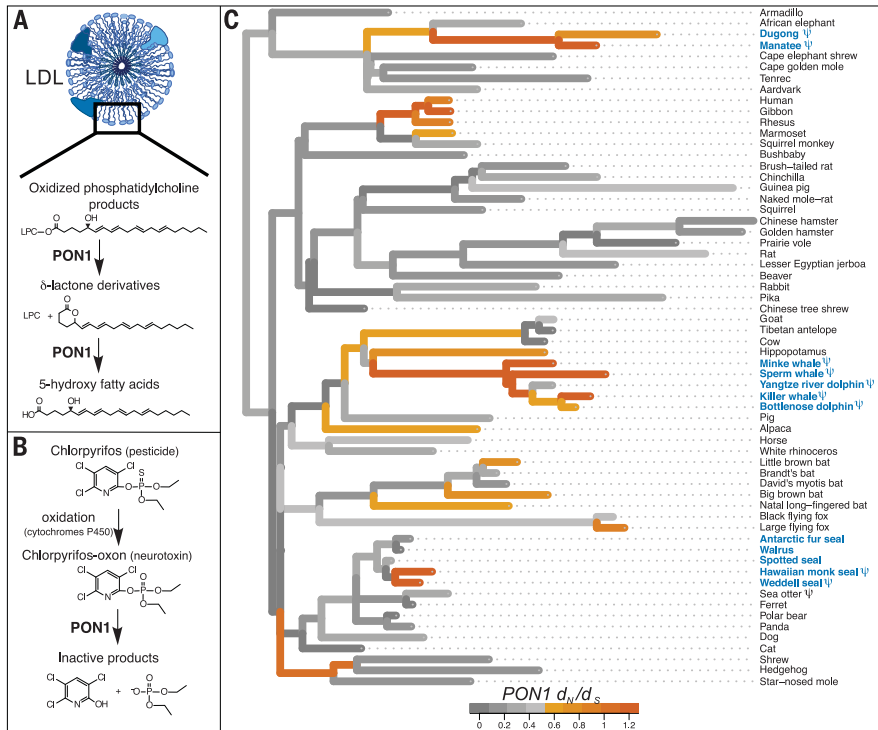 A
LDL
Oxidized phosphatidylcholine
products
LPC
O
O
OH
PON1
δ-lactone derivatives
LPC +
O
O
PON1
5-hydroxy fatty acids
HO
O
OH
B
Chlorpyrifos (pesticide)
Cl
Cl
Cl
N
O
P
S
O
O
oxidation
(cytochromes P450)
Chlorpyrifos-oxon (neurotoxin)
Cl
Cl
Cl
N
O
P
O
O
O
PON1
Inactive products
Cl
Cl
Cl
N
OH
+
-O
P
O
O
O
C
Armadillo
African elephant
Dugong ψ
Manatee ψ
Cape elephant shrew
Cape golden mole
Tenrec
Aardvark
Human
Gibbon
Rhesus
Marmoset
Squirrel monkey
Bushbaby
Brush–tailed rat
Chinchilla
Guinea pig
Naked mole–rat
Squirrel
Chinese hamster
Golden hamster
Prairie vole
Rat
Lesser Egyptian jerboa
Beaver
Rabbit
Pika
Chinese tree shrew
Goat
Tibetan antelope
Cow
Hippopotamus
Minke whale ψ
Sperm whale ψ
Yangtze river dolphin ψ
Killer whale ψ
Bottlenose dolphin ψ
Pig
Alpaca
Horse
White rhinoceros
Little brown bat
Brandt's bat
David's myotis bat
Big brown bat
Natal long–fingered bat
Black flying fox
Large flying fox
Antarctic fur seal
Walrus
Spotted seal
Hawaiian monk seal ψ
Weddell seal ψ
Sea otter ψ
Ferret
Polar bear
Panda
Dog
Cat
Shrew
Hedgehog
Star–nosed mole
PON1 dN/dS
0 0.2 0.4 0.6 0.8 1 1.2